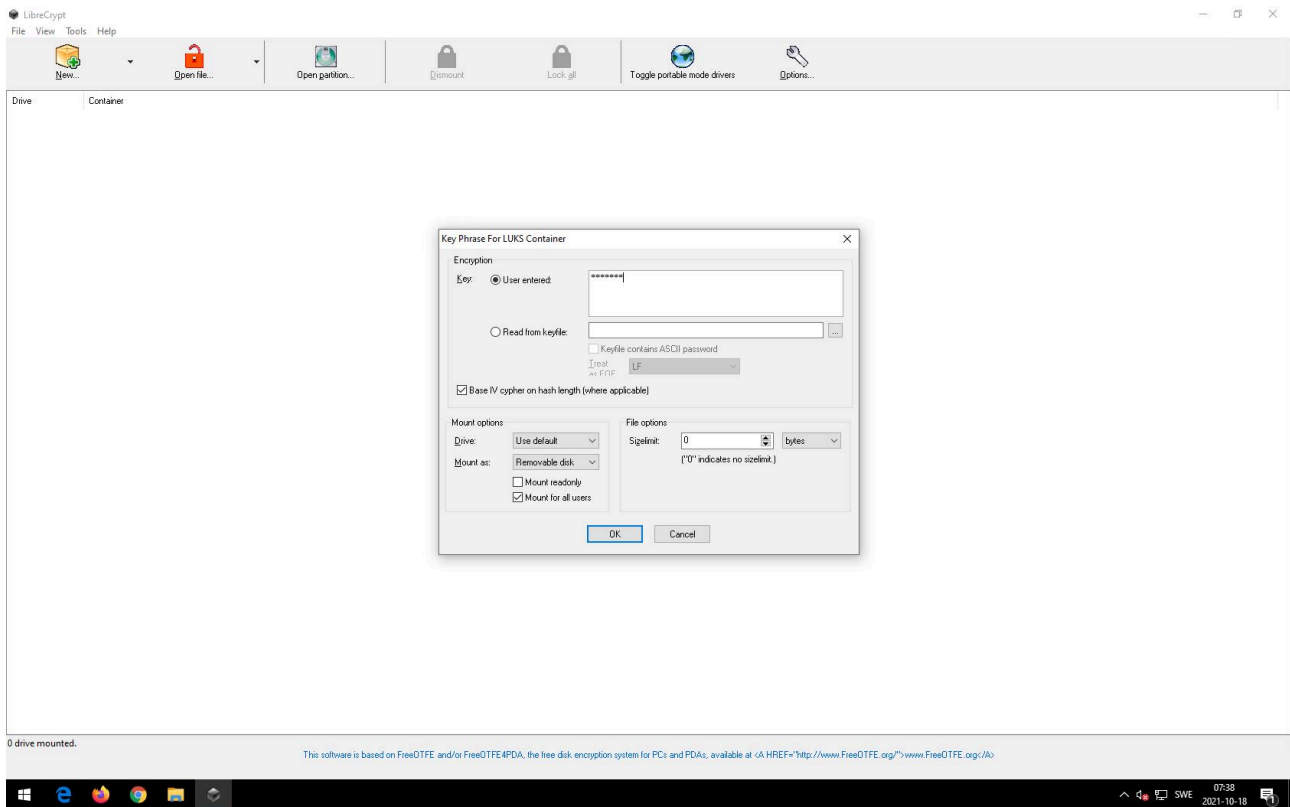 LibreCrypt
File View Tools Help
New... Open file... Open partition... Dismount Lock all Toggle portable mode drivers Options...
Drive Container
Key Phrase For LUKS Container
Encryption
Key: User entered: *******
Read from keyfile: ...
Keyfile contains ASCII password
Treat as EOF LF
Base IV cypher on hash length (where applicable)
Mount options File options
Drive: Use default Sizelimit: 0 bytes
Mount as: Removable disk ("0" indicates no sizelimit.)
Mount readonly
Mount for all users
OK Cancel
0 drive mounted.
This software is based on FreeOTFE and/or FreeOTFE4PDA, the free disk encryption system for PCs and PDAs, available at <A HREF="http://www.FreeOTFE.org/">www.FreeOTFE.org</A>
SWE 07:38
2021-10-18
1